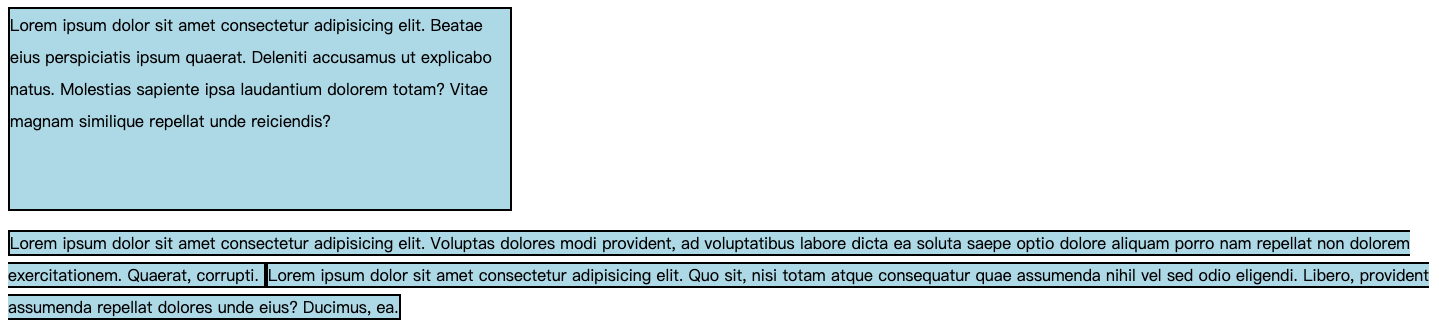 Lorem ipsum dolor sit amet consectetur adipisicing elit. Beatae
eius perspiciatis ipsum quaerat. Deleniti accusamus ut explicabo
natus. Molestias sapiente ipsa laudantium dolorem totam? Vitae
magnam similique repellat unde reiciendis?
Lorem ipsum dolor sit amet consectetur adipisicing elit. Voluptas dolores modi provident, ad voluptatibus labore dicta ea soluta saepe optio dolore aliquam porro nam repellat non dolorem
exercitationem. Quaerat, corrupti. Lorem ipsum dolor sit amet consectetur adipisicing elit. Quo sit, nisi totam atque consequatur quae assumenda nihil vel sed odio eligendi. Libero, provident
assumenda repellat dolores unde eius? Ducimus, ea.